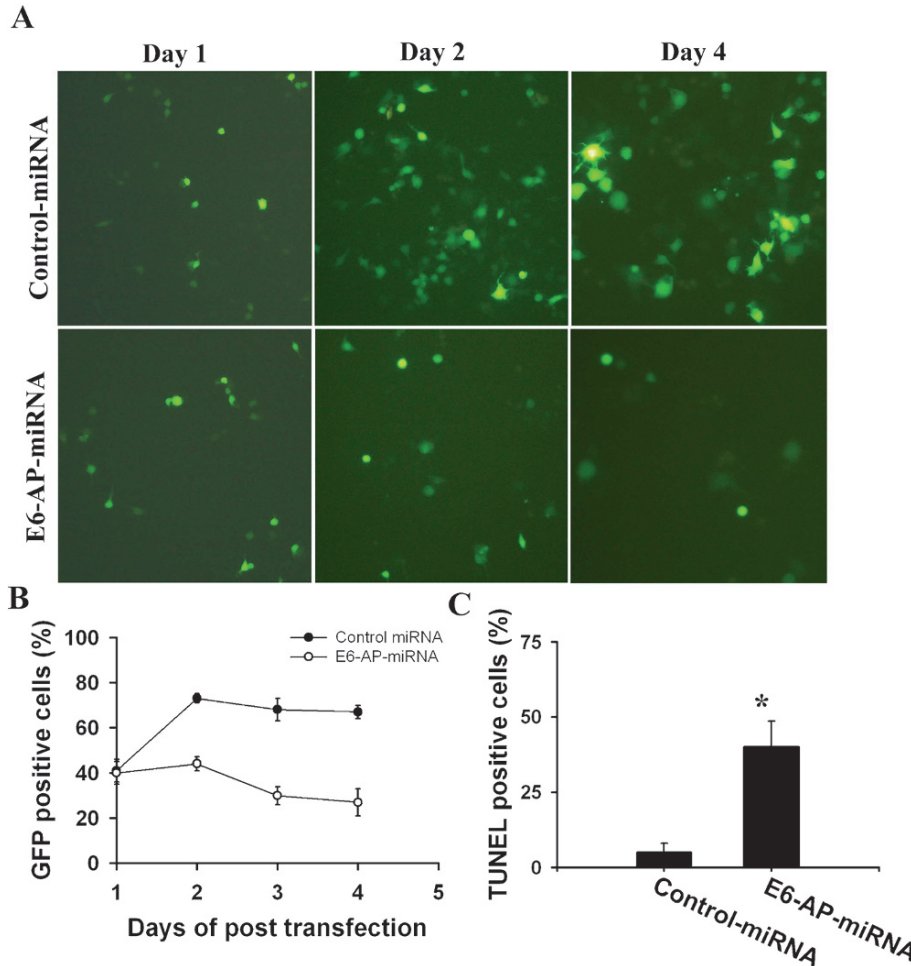 A
Day 1
Day 2
Day 4
Control-miRNA
E6-AP-miRNA
B
GFP positive cells (%)
100
80
60
40
20
0
Control miRNA
E6-AP-miRNA
1
2
3
4
5
Days of post transfection
C
TUNEL positive cells (%)
75
50
25
0
*
Control-miRNA
E6-AP-miRNA